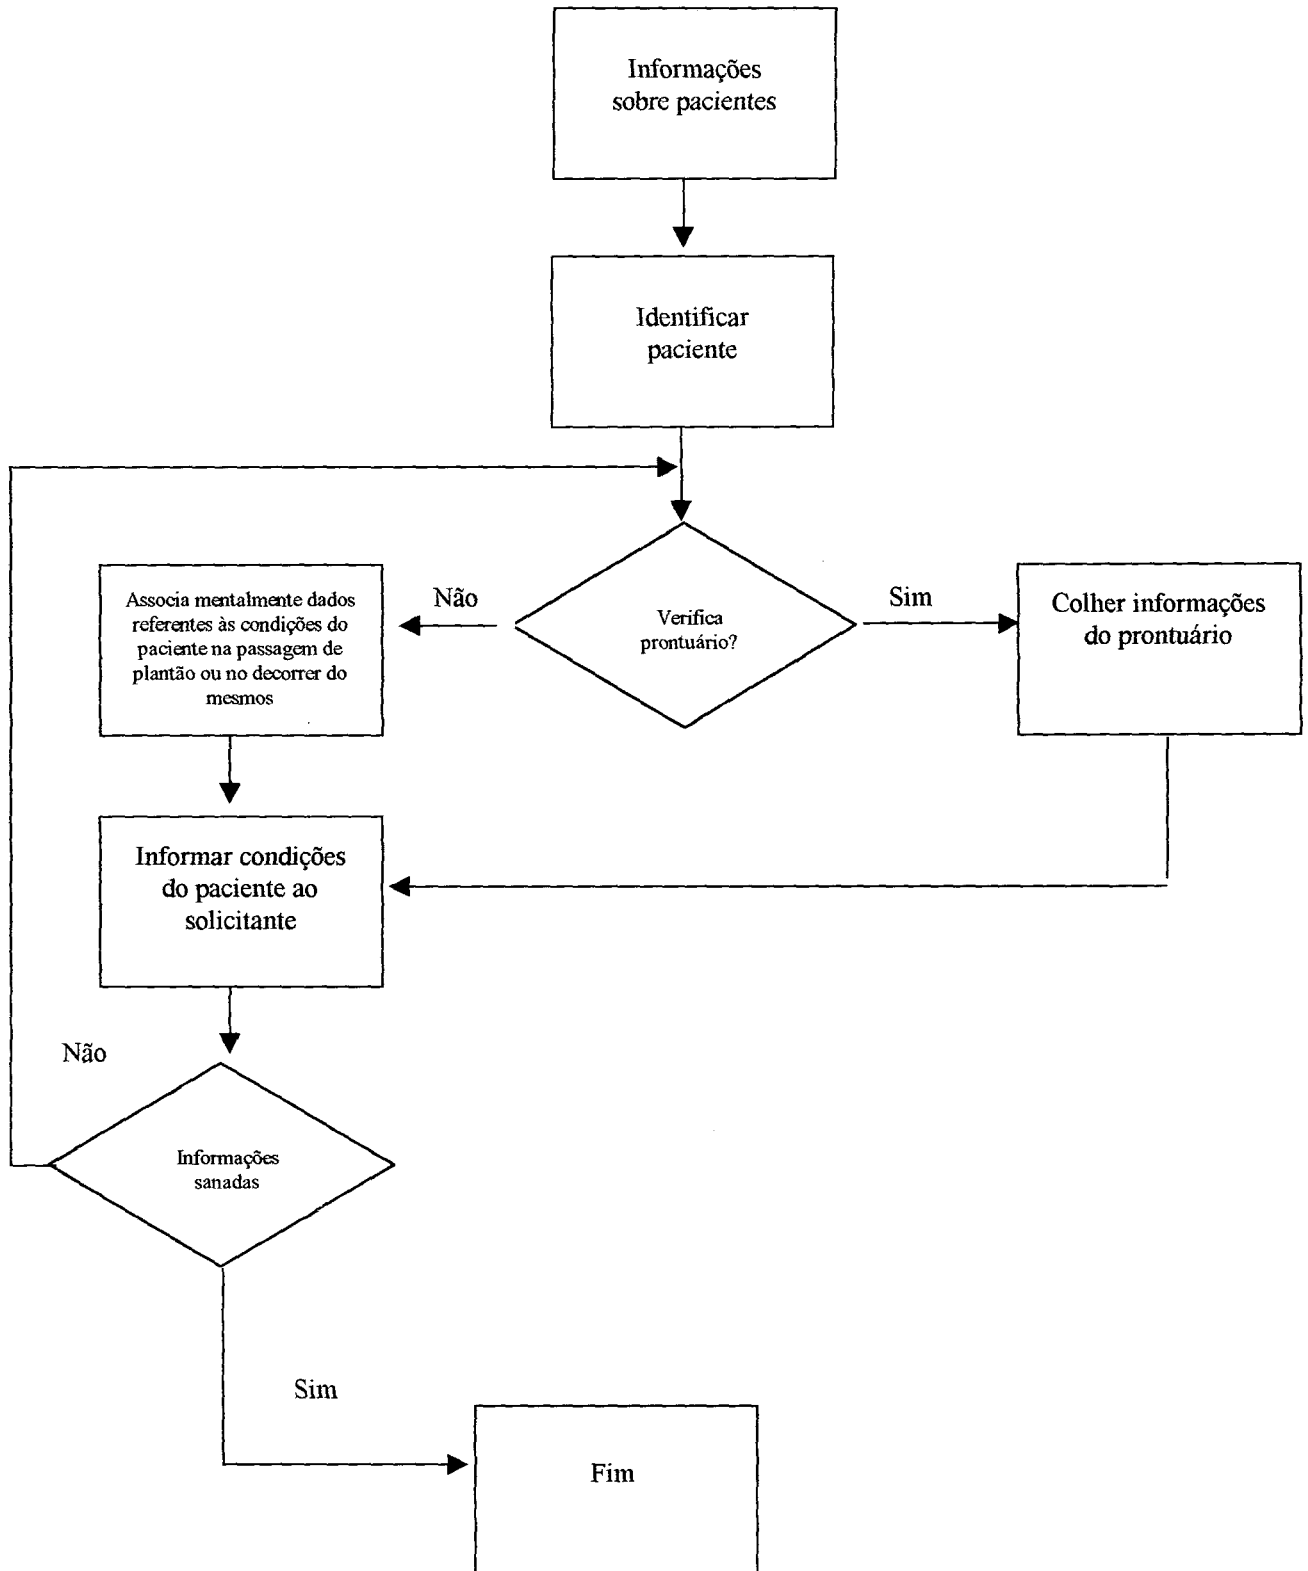 Informações
sobre pacientes
Identificar
paciente
Não
Sim
Associa mentalmente dados
referentes às condições do
paciente na passagem de
plantão ou no decorrer do
mesmos
Verifica
prontuário?
Colher informações
do prontuário
Informar condições
do paciente ao
solicitante
Não
Informações
sanadas
Sim
Fim